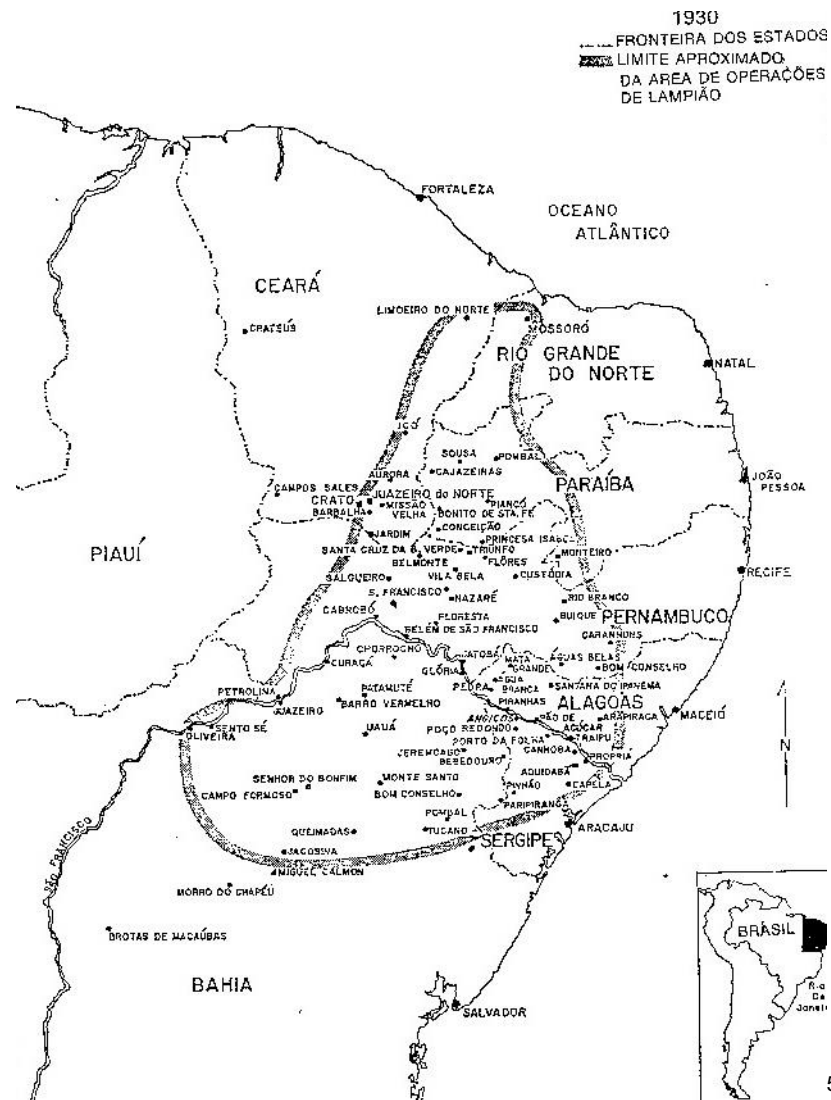 1930
FRONTEIRA DOS ESTADOS
LIMITE APROXIMADO
DA AREA DE OPERAÇÕES
DE LAMPIÃO
FORTALEZA
OCEANO
ATLÂNTICO
CEARÁ
LIMOEIRO DO NORTE
MOSSORÓ
CRATEÚS
RIO GRANDE
DO NORTE
NATAL
ICÓ
SOUSA
POMBAL
CAJAZEIRAS
AURORA
PARAÍBA
JOÃO
PESSOA
CAMPOS SALES
JUAZEIRO DO NORTE
CRATO
MISSÃO
VELHA
PIANCÓ
BARBALHA
BONITO DE STA. FÉ
CONCEIÇÃO
JARDIM
PRINCESA ISABEL
PIAUÍ
SANTA CRUZ DA B. VERDE
TRIUNFO
MONTEIRO
BELMONTE
FLÔRES
RECIFE
SALGUEIRO
VILA BELA
CUSTÓDIA
S. FRANCISCO
NAZARÉ
RIO BRANCO
CABROBÓ
FLORESTA
BUIQUE
PERNAMBUCO
BELÉM DE SÃO FRANCISCO
GARANHUNS
CHORROCHÓ
JATOBÁ
MATA
GRANDE
ÁGUAS BELAS
CURAÇÁ
GLÓRIA
BOM CONSELHO
ÁGUA
BRANCA
PETROLINA
PATAMUTÉ
PEDRA
SANTANA DO IPANEMA
JUAZEIRO
BARRO VERMELHO
PIRANHAS
ALAGOAS
MACEIÓ
SENTO SÉ
OLIVEIRA
UAUÁ
ANGICOS
PÃO DE
AÇÚCAR
ARAPIRACA
POÇO REDONDO
TRAIPU
PORTO DA FOLHA
JEREMOABO
CANHOBA
PROPRIÁ
BEBEDOURO
AQUIDABÃ
N
SENHOR DO BONFIM
MONTE SANTO
PINHÃO
CAPELA
CAMPO FORMOSO
BOM CONSELHO
PARIPIRANGA
POMBAL
QUEIMADAS
TUCANO
ARACAJU
SERGIPE
JACOBINA
MIGUEL CALMON
SÃO FRANCISCO
MORRO DO CHAPÉU
BROTAS DE MACAÚBAS
BRÁSIL
BAHIA
SALVADOR
Rio
De
Janei
5